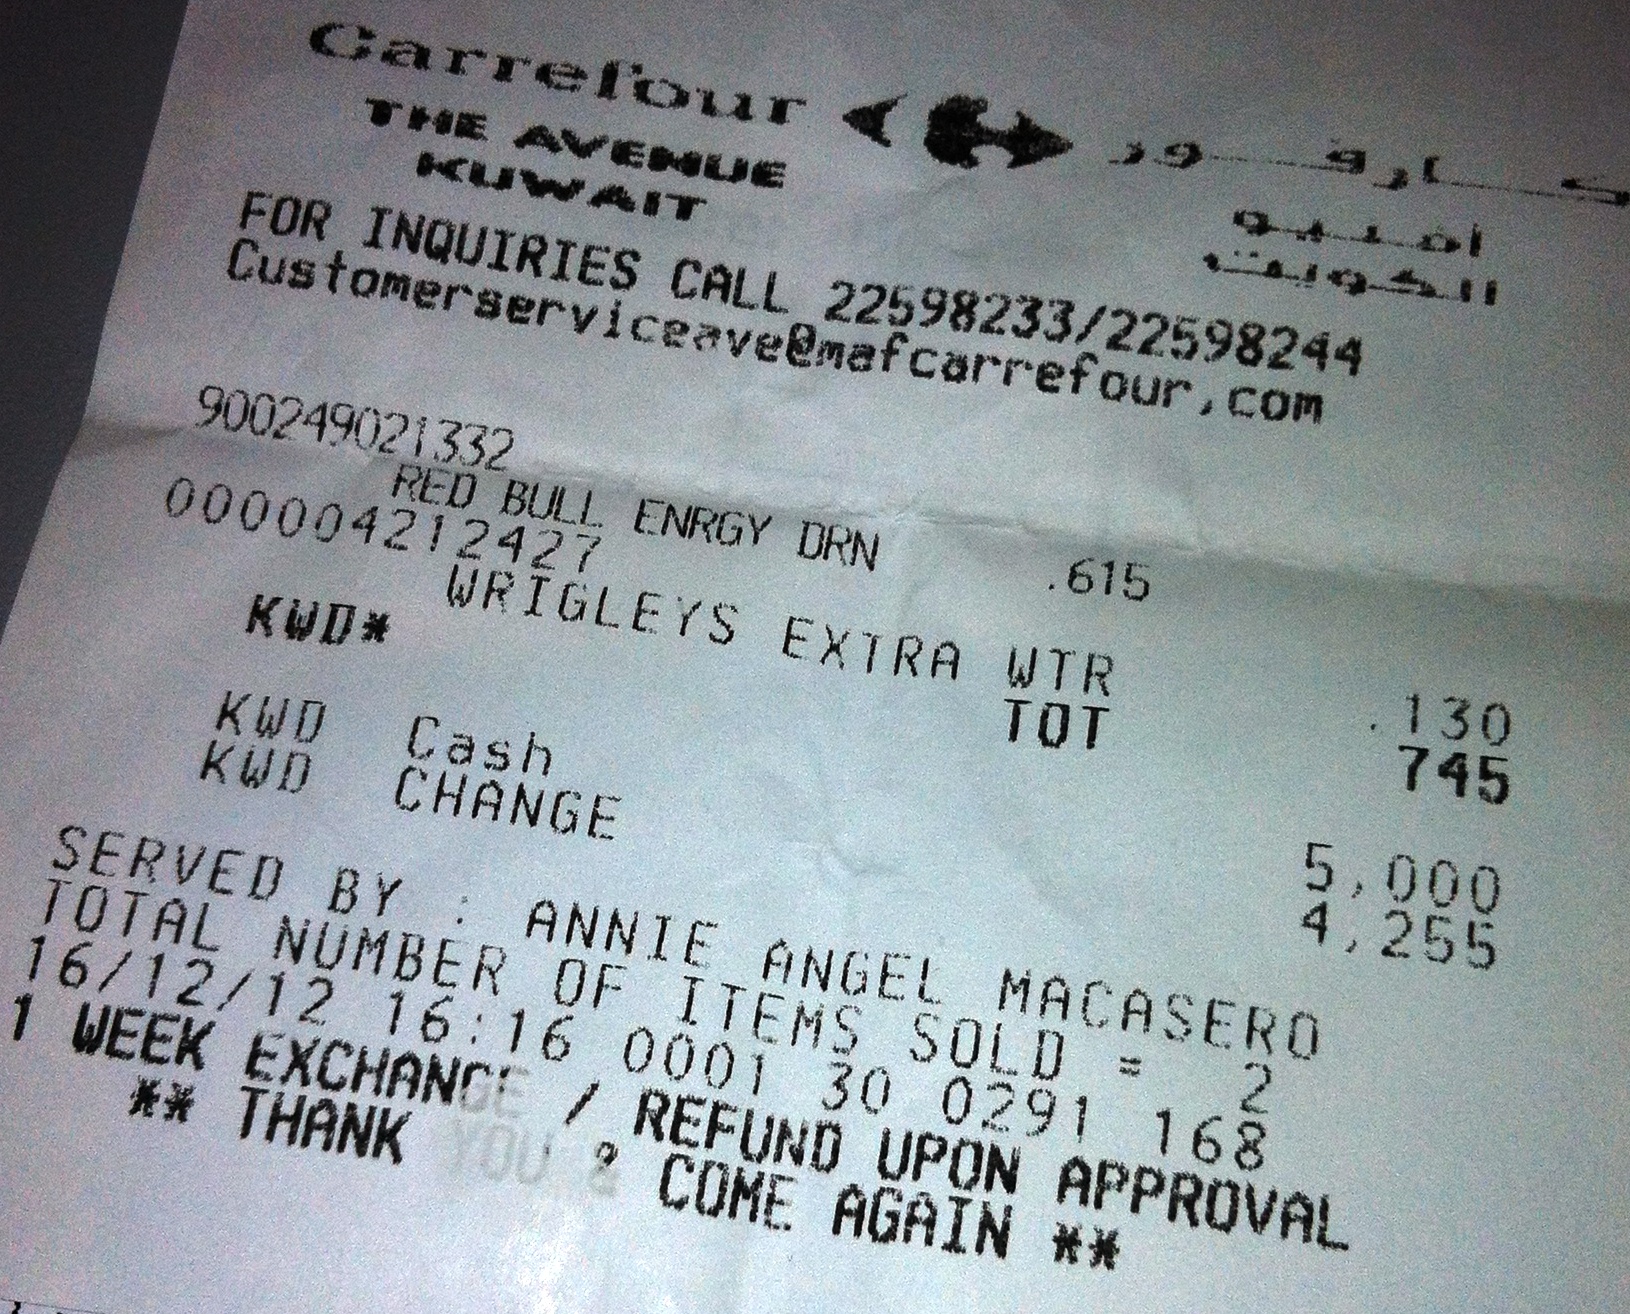 Carrefour كارفور
THE AVENUE افنيو
KUWAIT الكويت
FOR INQUIRIES CALL 22598233/22598244
Customerserviceave@mafcarrefour,com
900249021332
RED BULL ENRGY DRN .615
000004212427
WRIGLEYS EXTRA WTR .130
KWD* TOT 745
KWD Cash 5,000
KWD CHANGE 4,255
SERVED BY : ANNIE ANGEL MACASERO
TOTAL NUMBER OF ITEMS SOLD = 2
16/12/12 16:16 0001 30 0291 168
1 WEEK EXCHANGE / REFUND UPON APPROVAL
** THANK YOU & COME AGAIN **